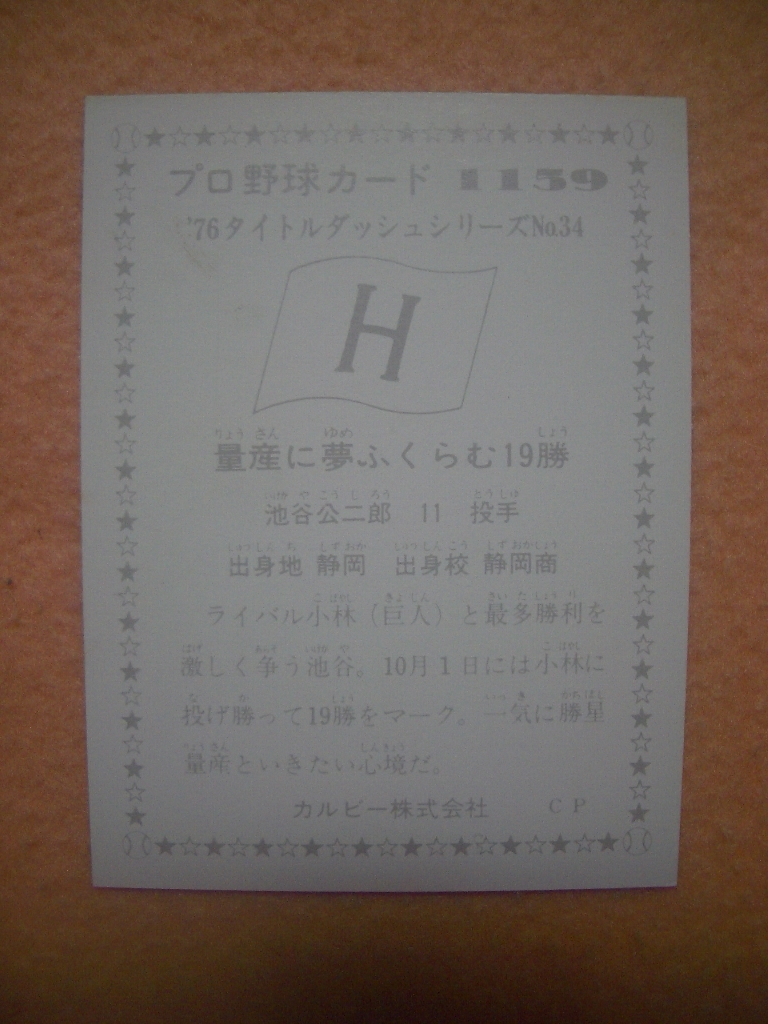 プロ野球カード 1159
'76タイトルダッシュシリーズNo.34
H
量産に夢ふくらむ19勝
池谷公二郎 11 投手
出身地 静岡 出身校 静岡商
ライバル小林(巨人)と最多勝利を
激しく争う池谷。10月1日には小林に
投げ勝って19勝をマーク。一気に勝星
量産といきたい心境だ。
カルビー株式会社 CP